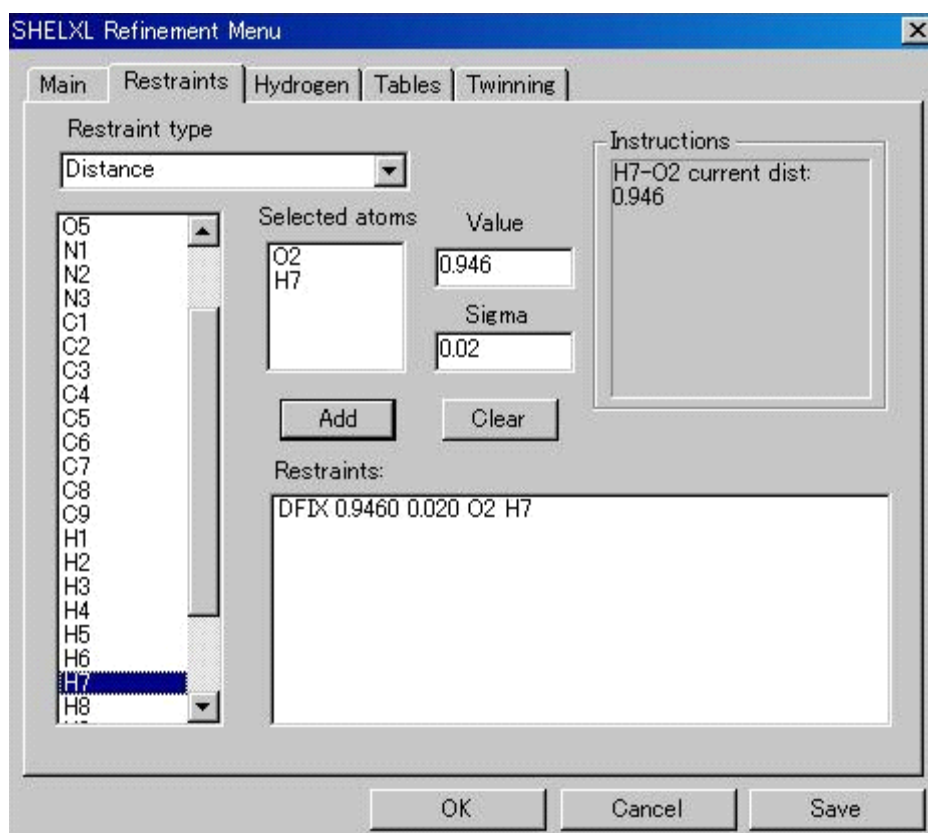 SHELXL Refinement Menu
Main Restraints Hydrogen Tables Twinning
Restraint type
Distance
Instructions
H7-O2 current dist:
0.946
O5
N1
N2
N3
C1
C2
C3
C4
C5
C6
C7
C8
C9
H1
H2
H3
H4
H5
H6
H7
H8
Selected atoms
O2
H7
Value
0.946
Sigma
0.02
Add
Clear
Restraints:
DFIX 0.9460 0.020 O2 H7
OK
Cancel
Save